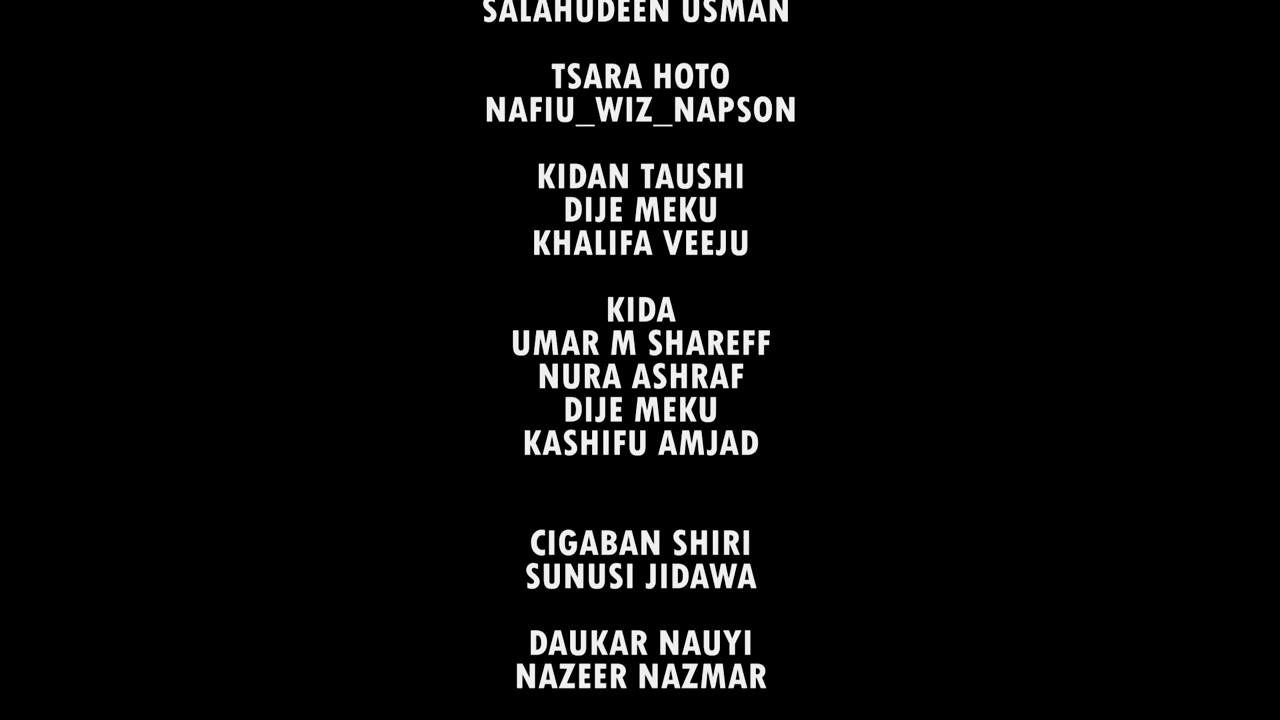 SALAHUDEEN USMAN
TSARA HOTO
NAFIU_WIZ_NAPSON
KIDAN TAUSHI
DIJE MEKU
KHALIFA VEEJU
KIDA
UMAR M SHAREFF
NURA ASHRAF
DIJE MEKU
KASHIFU AMJAD
CIGABAN SHIRI
SUNUSI JIDAWA
DAUKAR NAUYI
NAZEER NAZMAR